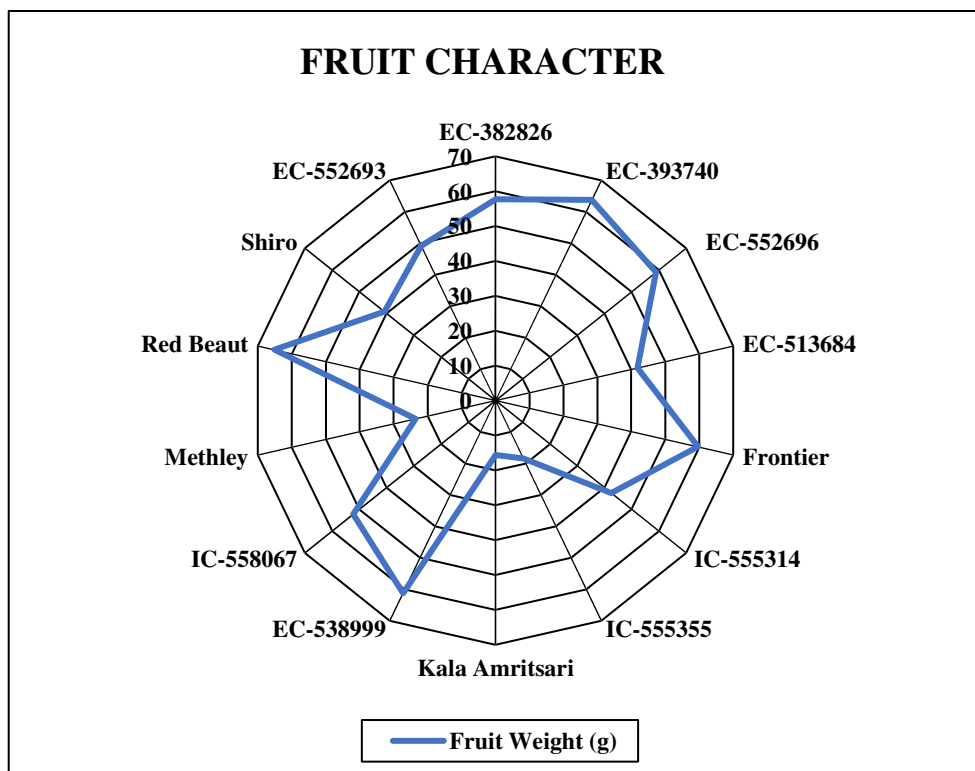 FRUIT CHARACTER
EC-382826
EC-393740
EC-552696
EC-513684
Frontier
IC-555314
IC-555355
Kala Amritsari
EC-538999
IC-558067
Methley
Red Beaut
Shiro
EC-552693
70
60
50
40
30
20
10
0
Fruit Weight (g)